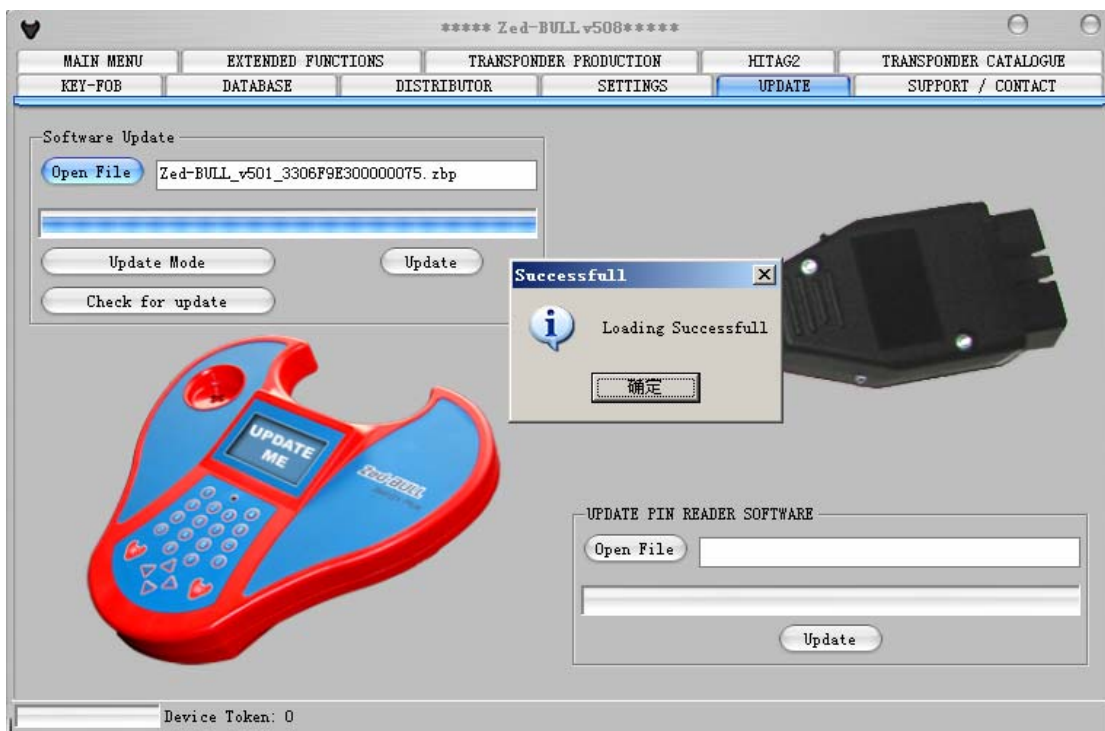 ***** Zed-BULL v508*****
MAIN MENU EXTENDED FUNCTIONS TRANSPONDER PRODUCTION HITAG2 TRANSPONDER CATALOGUE
KEY-FOB DATABASE DISTRIBUTOR SETTINGS UPDATE SUPPORT / CONTACT
Software Update
Open File Zed-BULL_v501_3306F9E300000075.zbp
Update Mode Update
Check for update
Successfull
Loading Successfull
确定
UPDATE
ME
Zed-BULL
UPDATE PIN READER SOFTWARE
Open File
Update
Device Token: 0